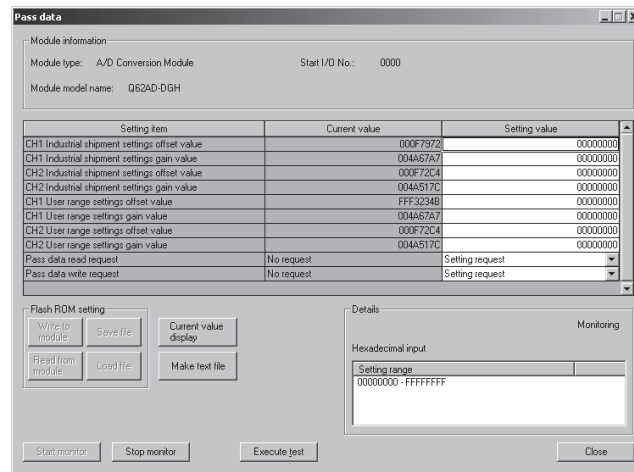 Pass data
Module information
Module type: A/D Conversion Module Start I/O No.: 0000
Module model name: Q62AD-DGH
Setting item Current value Setting value
CH1 Industrial shipment settings offset value 000F7972 00000000
CH1 Industrial shipment settings gain value 004A67A7 00000000
CH2 Industrial shipment settings offset value 000F72C4 00000000
CH2 Industrial shipment settings gain value 004A517C 00000000
CH1 User range settings offset value FFF3234B 00000000
CH1 User range settings gain value 004A67A7 00000000
CH2 User range settings offset value 000F72C4 00000000
CH2 User range settings gain value 004A517C 00000000
Pass data read request No request Setting request
Pass data write request No request Setting request
Flash ROM setting
Write to module
Save file
Current value display
Read from module
Load file
Make text file
Details
Monitoring
Hexadecimal input
Setting range
00000000 - FFFFFFFF
Start monitor Stop monitor Execute test Close